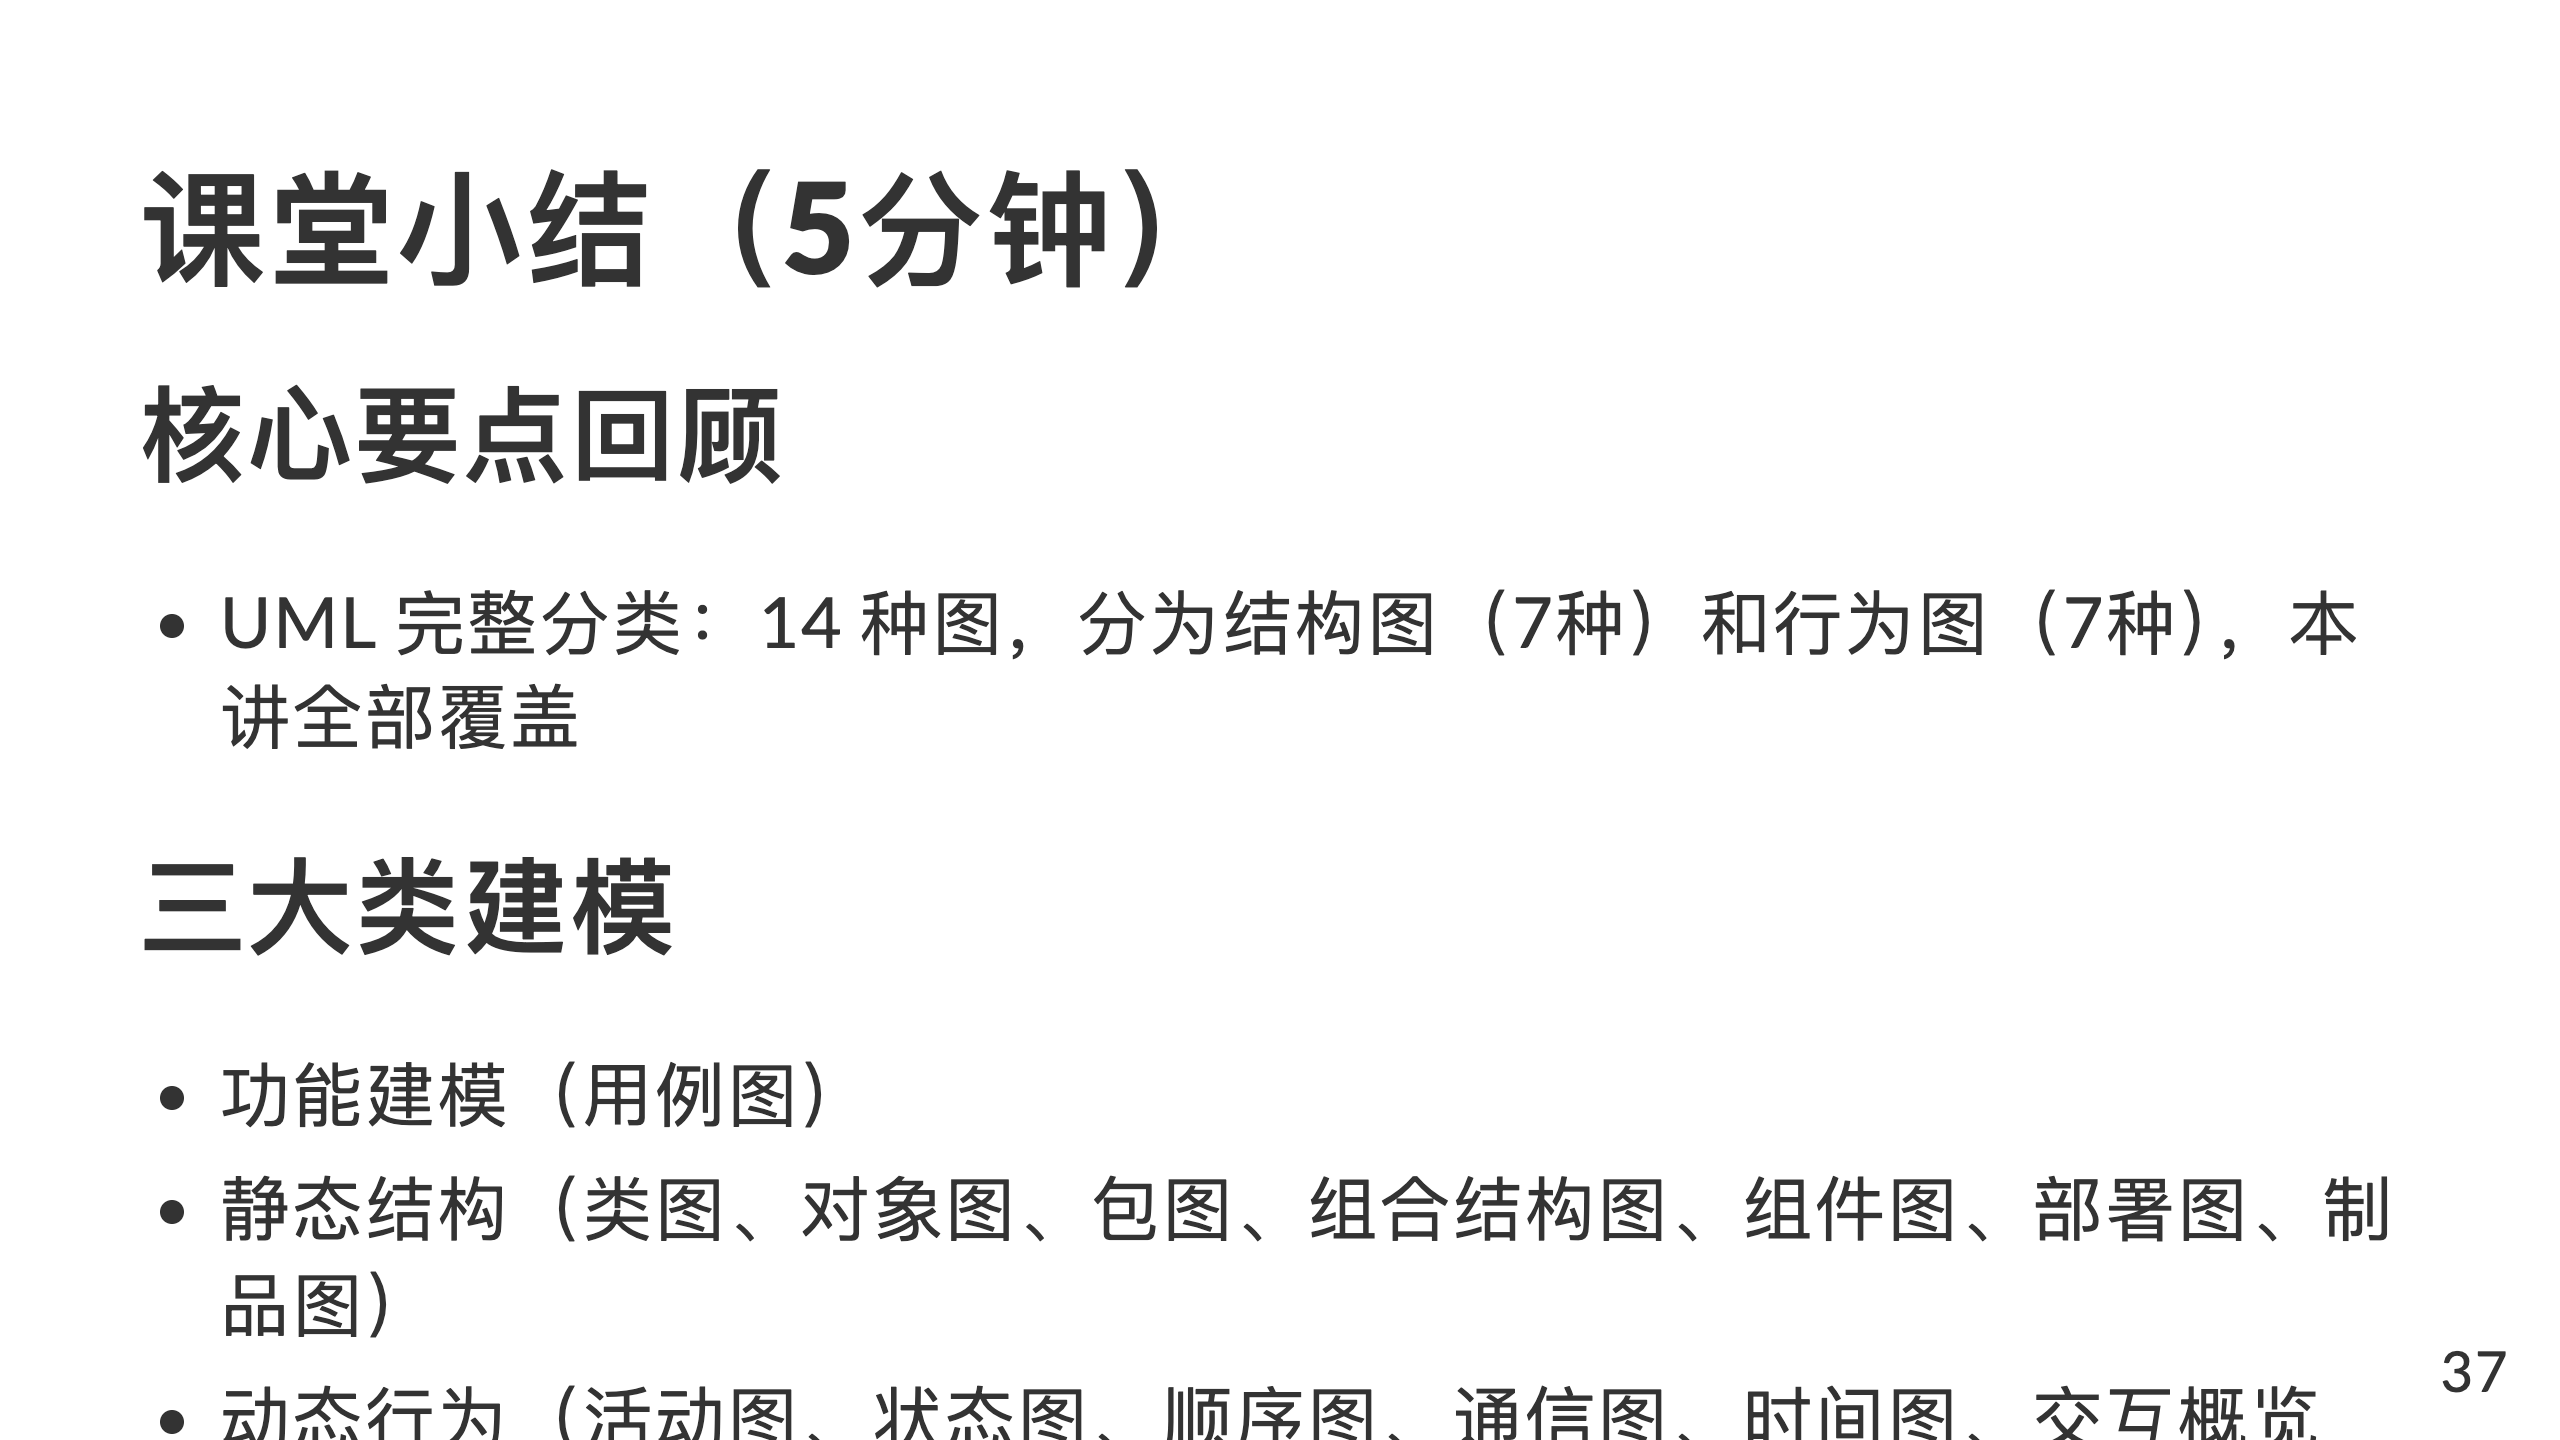 课堂小结（5分钟）
核心要点回顾
• UML 完整分类：14 种图，分为结构图（7种）和行为图（7种），本
讲全部覆盖
三大类建模
• 功能建模（用例图）
• 静态结构（类图、对象图、包图、组合结构图、组件图、部署图、制
品图）
• 动态行为（活动图、状态图、顺序图、通信图、时间图、交互概览
37